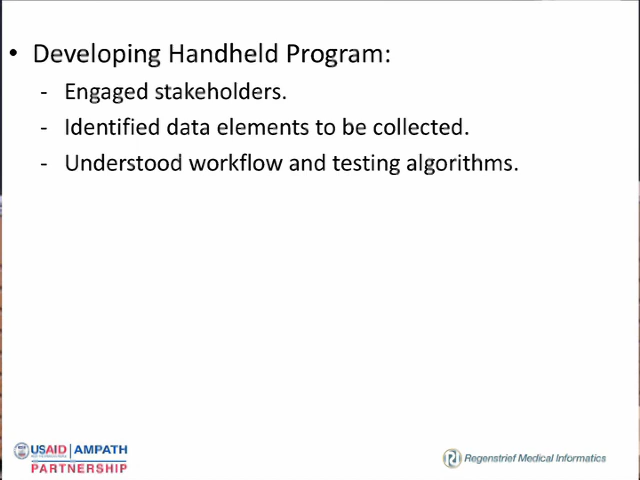 • Developing Handheld Program:
- Engaged stakeholders.
- Identified data elements to be collected.
- Understood workflow and testing algorithms.
USAID | AMPATH
PARTNERSHIP
Regenstrief Medical Informatics